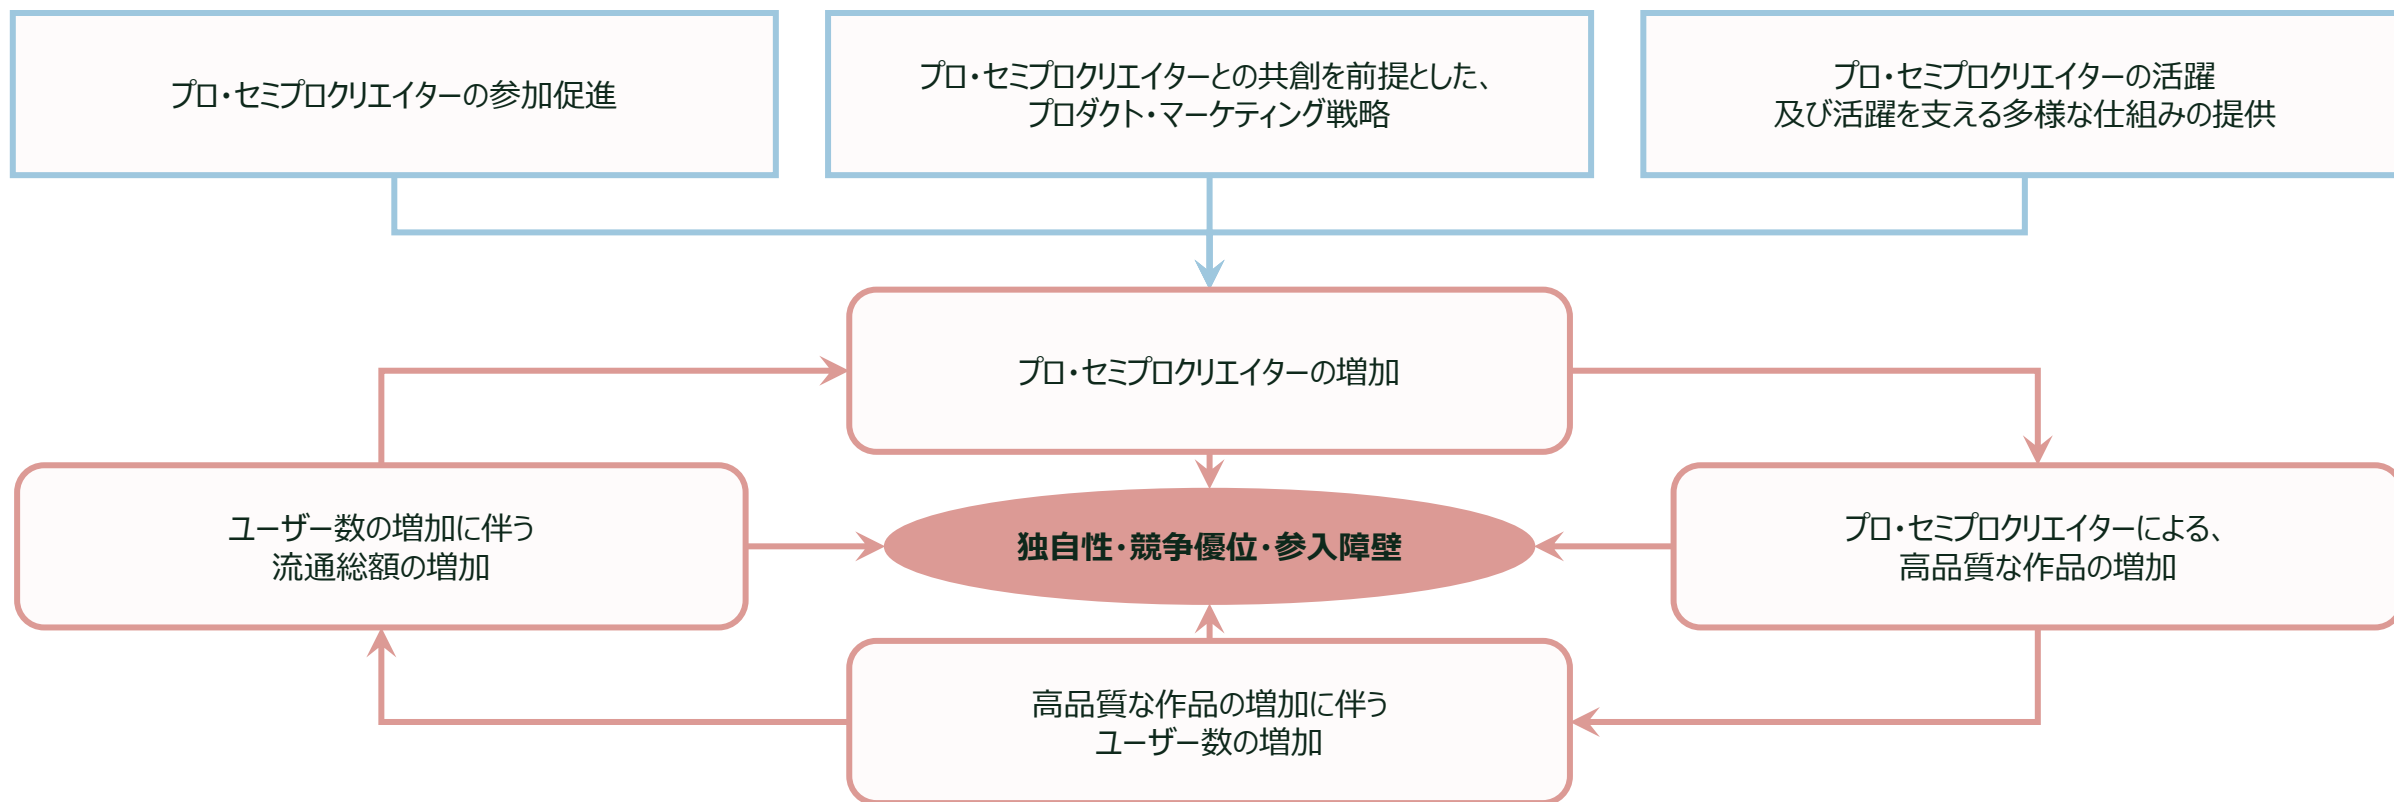 プロ・セミプロクリエイターの参加促進
プロ・セミプロクリエイターとの共創を前提とした、
プロダクト・マーケティング戦略
プロ・セミプロクリエイターの活躍
及び活躍を支える多様な仕組みの提供
プロ・セミプロクリエイターの増加
ユーザー数の増加に伴う
流通総額の増加
独自性・競争優位・参入障壁
プロ・セミプロクリエイターによる、
高品質な作品の増加
高品質な作品の増加に伴う
ユーザー数の増加